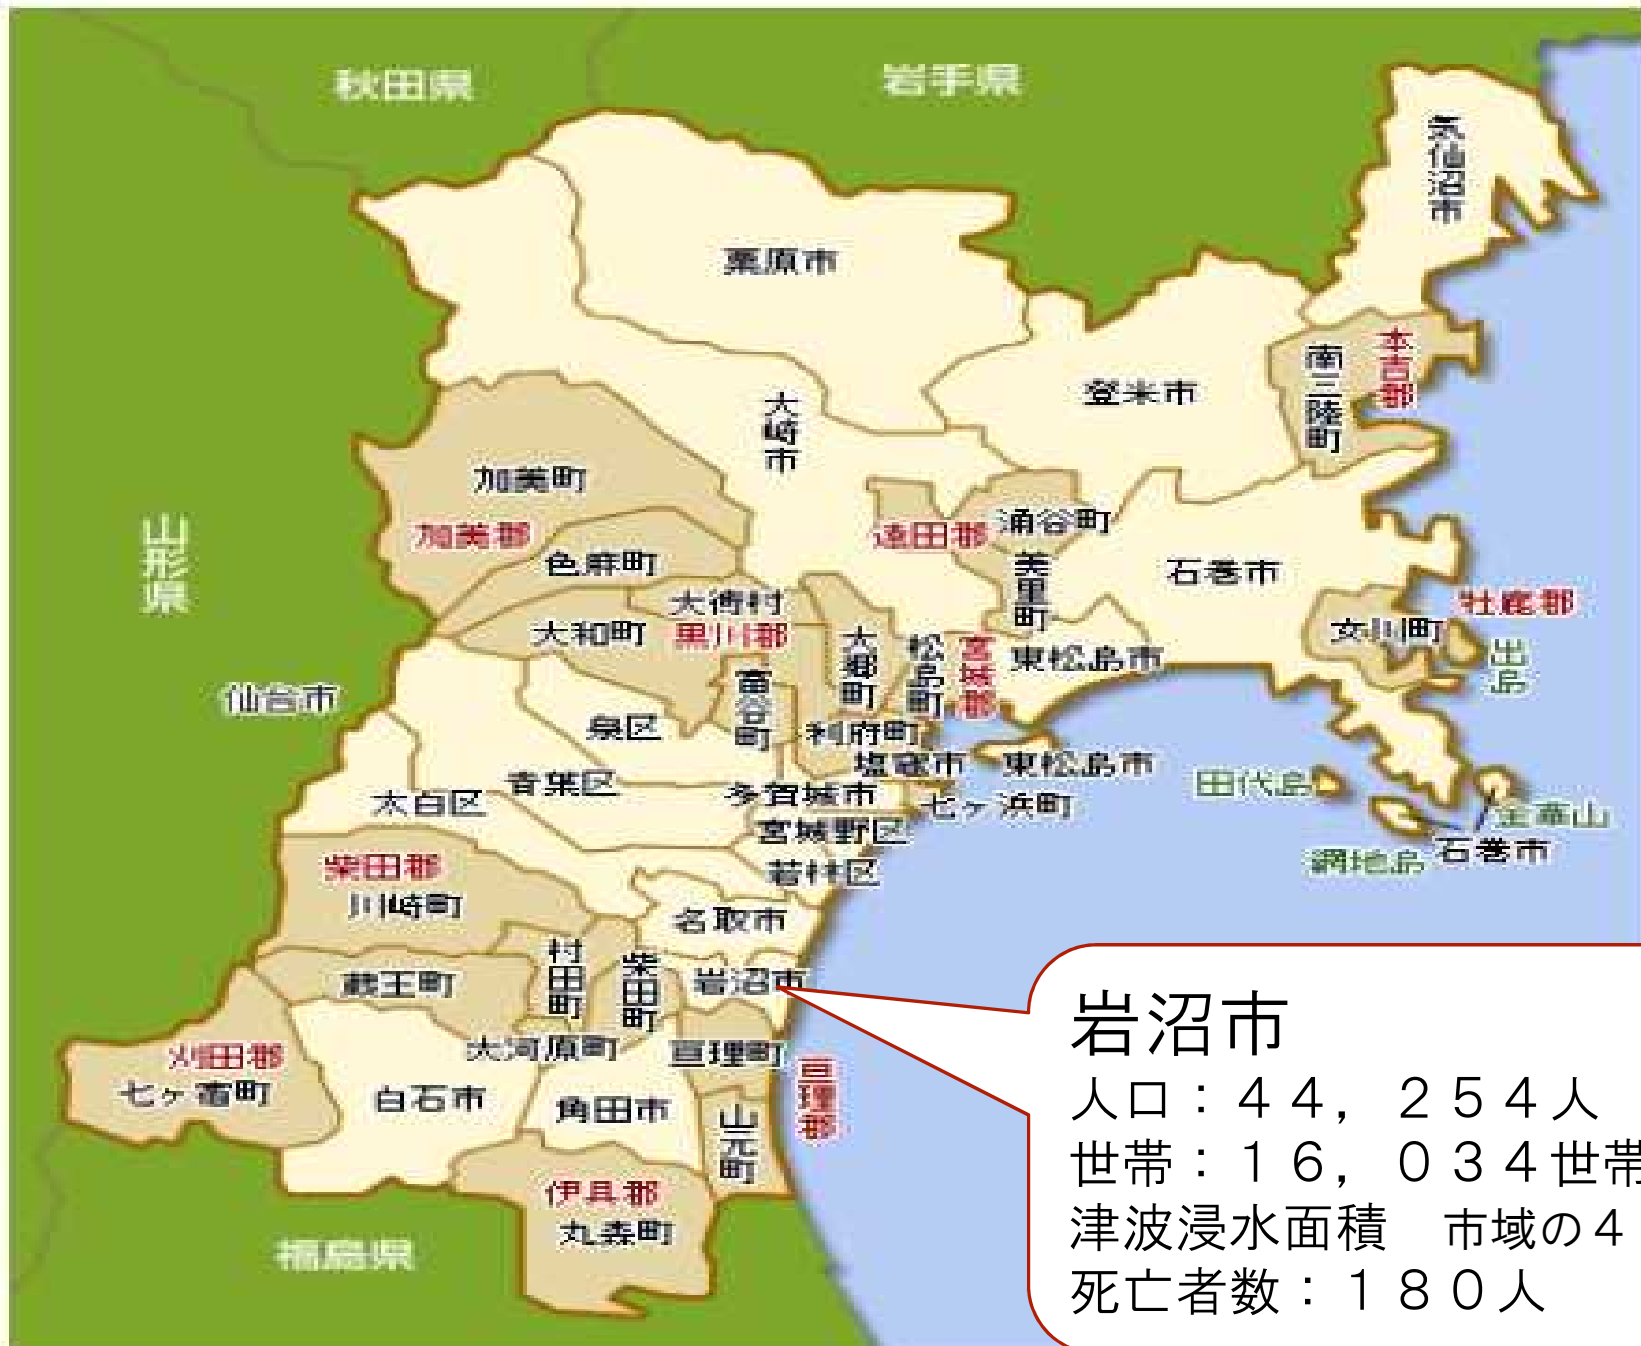 秋田県
岩手県
気仙沼市
栗原市
本吉郡
南三陸町
登米市
大崎市
加美町
涌谷町
加美郡
遠田郡
色麻町
美里町
石巻市
山形県
牡鹿郡
大衡村
大和町
黒川郡
女川町
大郷町
松島町
宮城郡
東松島市
出島
仙台市
富谷町
泉区
利府町
塩竈市
東松島市
田代島
青葉区
太白区
多賀城市
七ヶ浜町
金華山
宮城野区
石巻市
網地島
若林区
柴田郡
川崎町
名取市
村田町
柴田町
岩沼市
蔵王町
大河原町
亘理町
亘理郡
刈田郡
七ヶ宿町
白石市
角田市
山元町
伊具郡
丸森町
福島県
岩沼市
人口：４４，２５４人
世帯：１６，０３４世帯
津波浸水面積　市域の４
死亡者数：１８０人